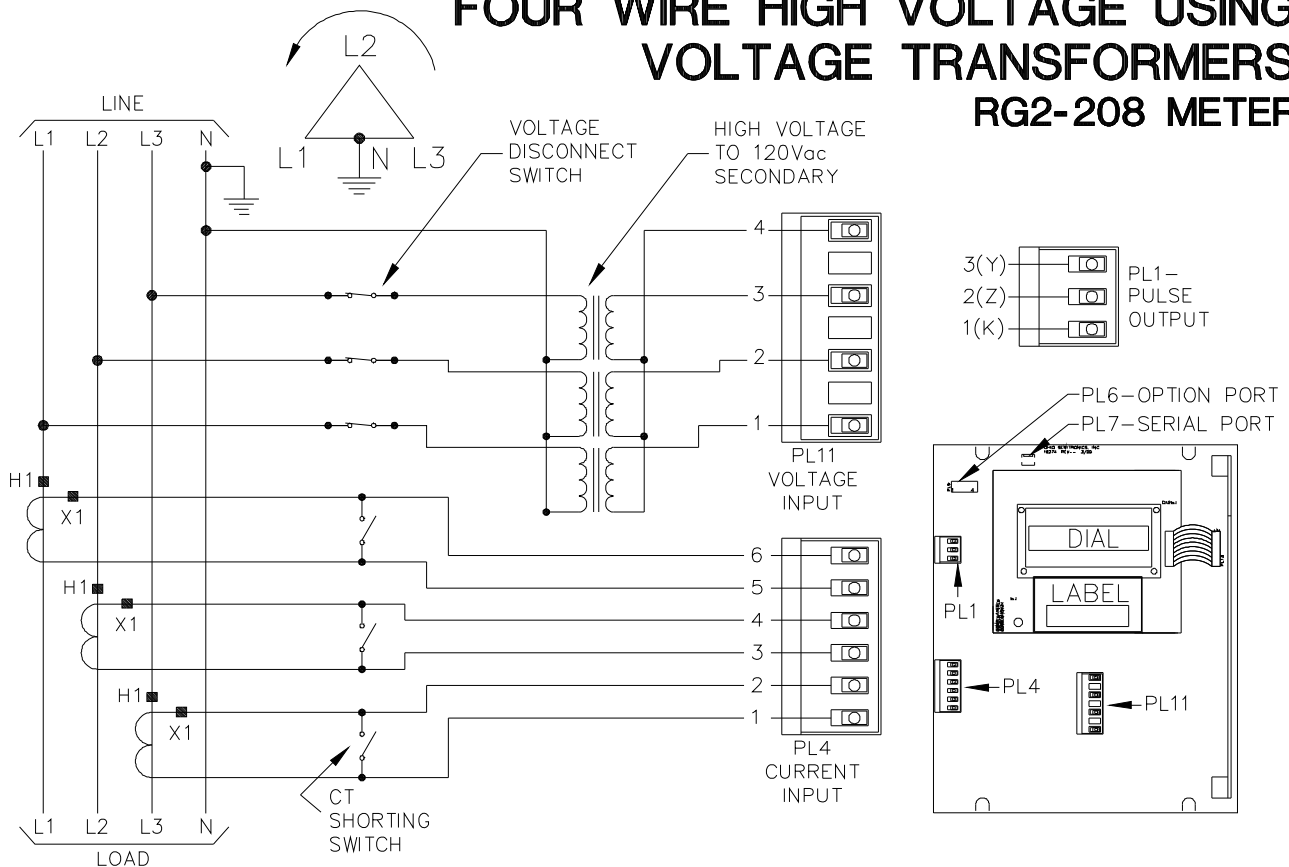 FOUR WIRE HIGH VOLTAGE USING
VOLTAGE TRANSFORMERS
RG2-208 METER
L2
L1
N
L3
LINE
L1
L2
L3
N
VOLTAGE
DISCONNECT
SWITCH
HIGH VOLTAGE
TO 120Vac
SECONDARY
4
3
2
1
PL11
VOLTAGE
INPUT
3(Y)
2(Z)
1(K)
PL1-
PULSE
OUTPUT
PL6-OPTION PORT
PL7-SERIAL PORT
H1
X1
H1
X1
H1
X1
6
5
4
3
2
1
PL4
CURRENT
INPUT
CT
SHORTING
SWITCH
L1
L2
L3
N
LOAD
DIAL
LABEL
PL1
PL4
PL11